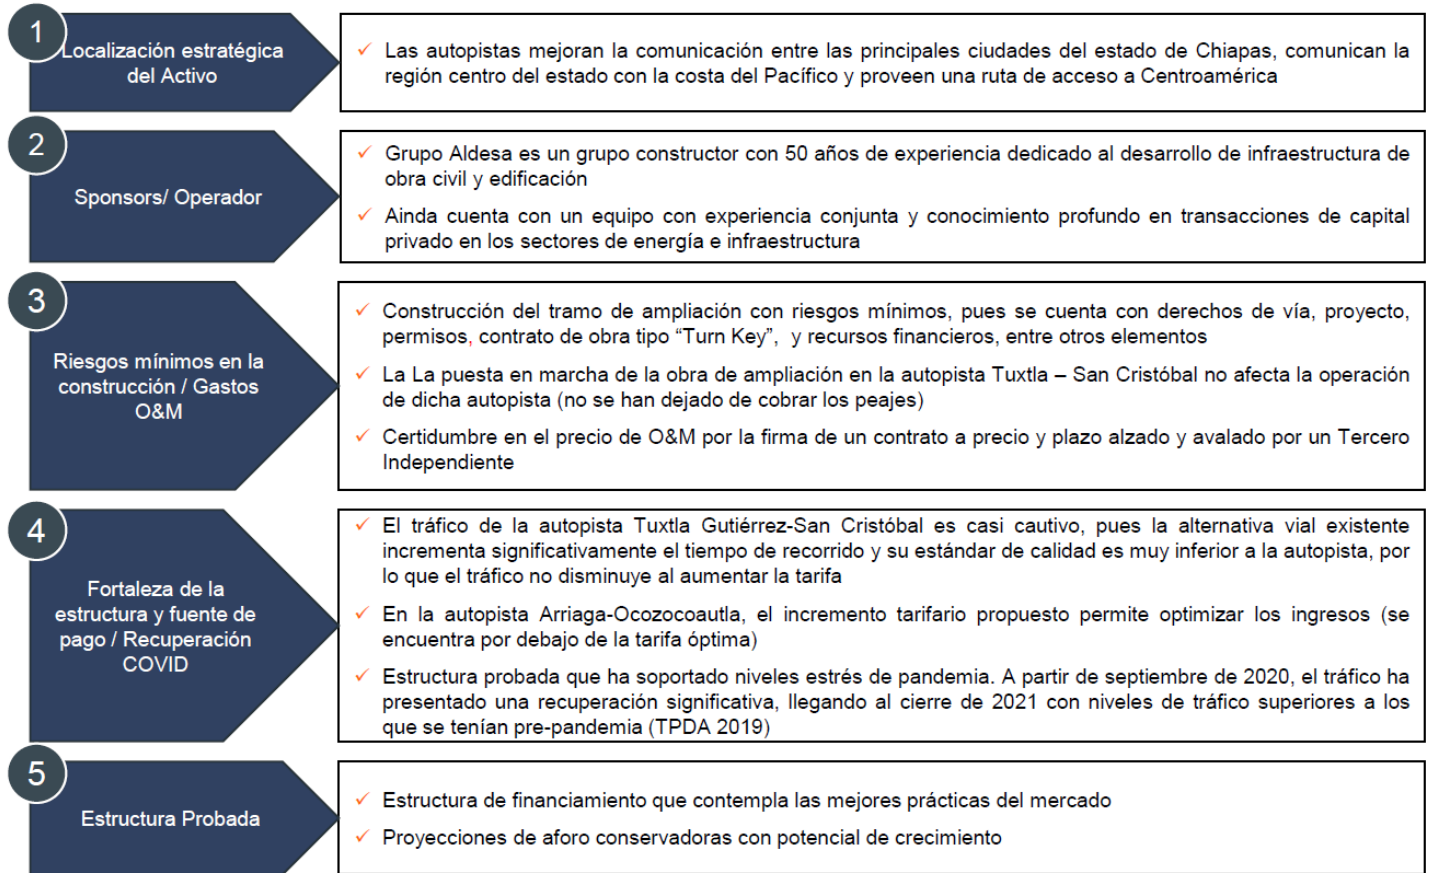 1
Localización estratégica
del Activo
✓ Las autopistas mejoran la comunicación entre las principales ciudades del estado de Chiapas, comunican la
región centro del estado con la costa del Pacífico y proveen una ruta de acceso a Centroamérica
2
Sponsors/ Operador
✓ Grupo Aldesa es un grupo constructor con 50 años de experiencia dedicado al desarrollo de infraestructura de
obra civil y edificación
✓ Ainda cuenta con un equipo con experiencia conjunta y conocimiento profundo en transacciones de capital
privado en los sectores de energía e infraestructura
3
Riesgos mínimos en la
construcción / Gastos
O&M
✓ Construcción del tramo de ampliación con riesgos mínimos, pues se cuenta con derechos de vía, proyecto,
permisos, contrato de obra tipo “Turn Key”, y recursos financieros, entre otros elementos
✓ La La puesta en marcha de la obra de ampliación en la autopista Tuxtla – San Cristóbal no afecta la operación
de dicha autopista (no se han dejado de cobrar los peajes)
✓ Certidumbre en el precio de O&M por la firma de un contrato a precio y plazo alzado y avalado por un Tercero
Independiente
4
Fortaleza de la
estructura y fuente de
pago / Recuperación
COVID
✓ El tráfico de la autopista Tuxtla Gutiérrez-San Cristóbal es casi cautivo, pues la alternativa vial existente
incrementa significativamente el tiempo de recorrido y su estándar de calidad es muy inferior a la autopista, por
lo que el tráfico no disminuye al aumentar la tarifa
✓ En la autopista Arriaga-Ocozocoautla, el incremento tarifario propuesto permite optimizar los ingresos (se
encuentra por debajo de la tarifa óptima)
✓ Estructura probada que ha soportado niveles estrés de pandemia. A partir de septiembre de 2020, el tráfico ha
presentado una recuperación significativa, llegando al cierre de 2021 con niveles de tráfico superiores a los
que se tenían pre-pandemia (TPDA 2019)
5
Estructura Probada
✓ Estructura de financiamiento que contempla las mejores prácticas del mercado
✓ Proyecciones de aforo conservadoras con potencial de crecimiento